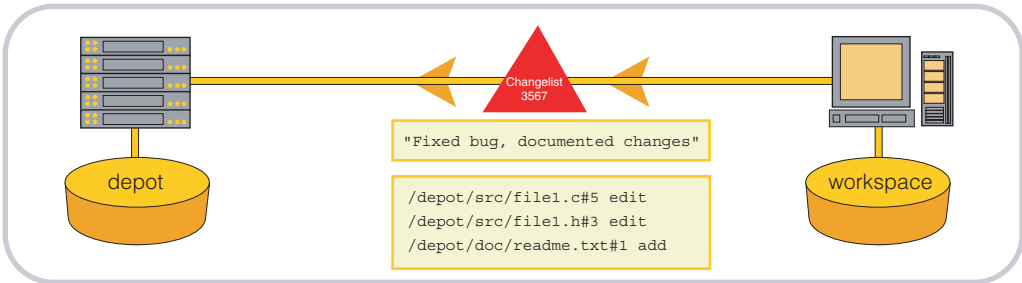 Changelist
3567
"Fixed bug, documented changes"
depot
workspace
/depot/src/file1.c#5 edit
/depot/src/file1.h#3 edit
/depot/doc/readme.txt#1 add